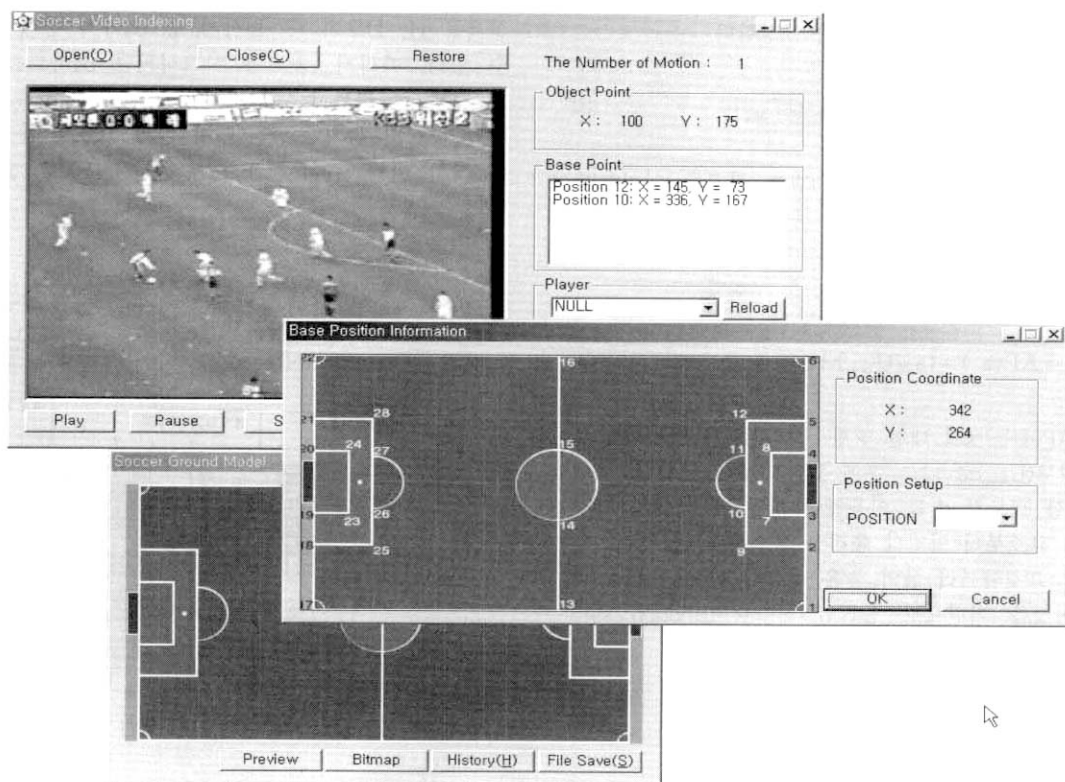 Soccer Video Indexing
Open(O)
Close(C)
Restore
The Number of Motion : 1
Object Point
X : 100 Y : 175
Base Point
Position 12: X = 145, Y = 73
Position 10: X = 336, Y = 167
Player
NULL
Reload
Play
Pause
S
Base Position Information
22
16
6
21
28
12
5
20
24
27
15
11
8
4
19
23
26
14
10
7
3
18
25
9
2
17
13
1
Position Coordinate
X : 342
Y : 264
Position Setup
POSITION
OK
Cancel
Soccer Ground Model
Preview
Bitmap
History(H)
File Save(S)